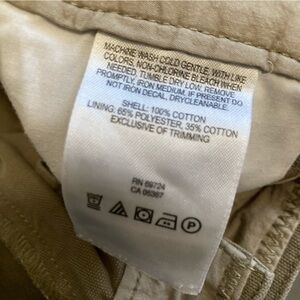 MACHINE WASH COLD GENTLE, WITH LIKE
COLORS, NON-CHLORINE BLEACH WHEN
NEEDED, TUMBLE DRY LOW, REMOVE
PROMPTLY, IRON MEDIUM, IF PRESENT DO
NOT IRON DECAL, DRYCLEANABLE
SHELL: 100% COTTON
LINING: 65% POLYESTER, 35% COTTON
EXCLUSIVE OF TRIMMING
RN 69724
CA 06367
P